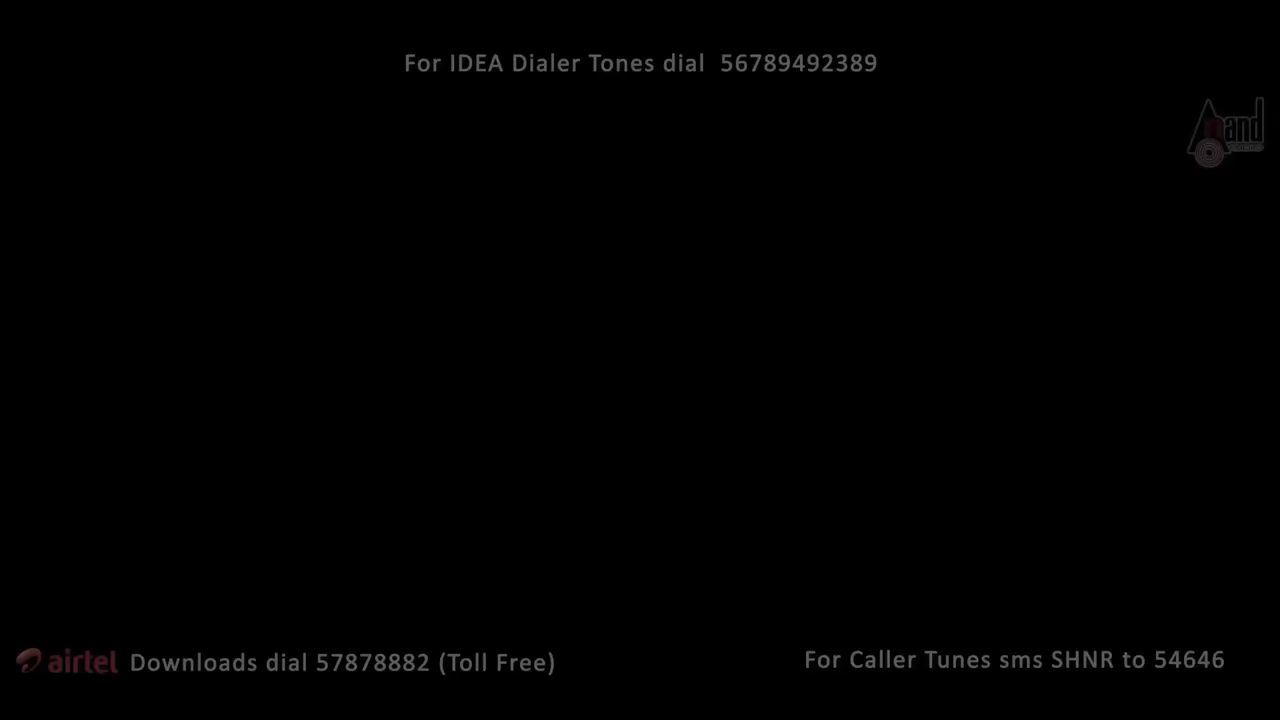 For IDEA Dialer Tones dial 56789492389
Aand
airtel Downloads dial 57878882 (Toll Free)
For Caller Tunes sms SHNR to 54646